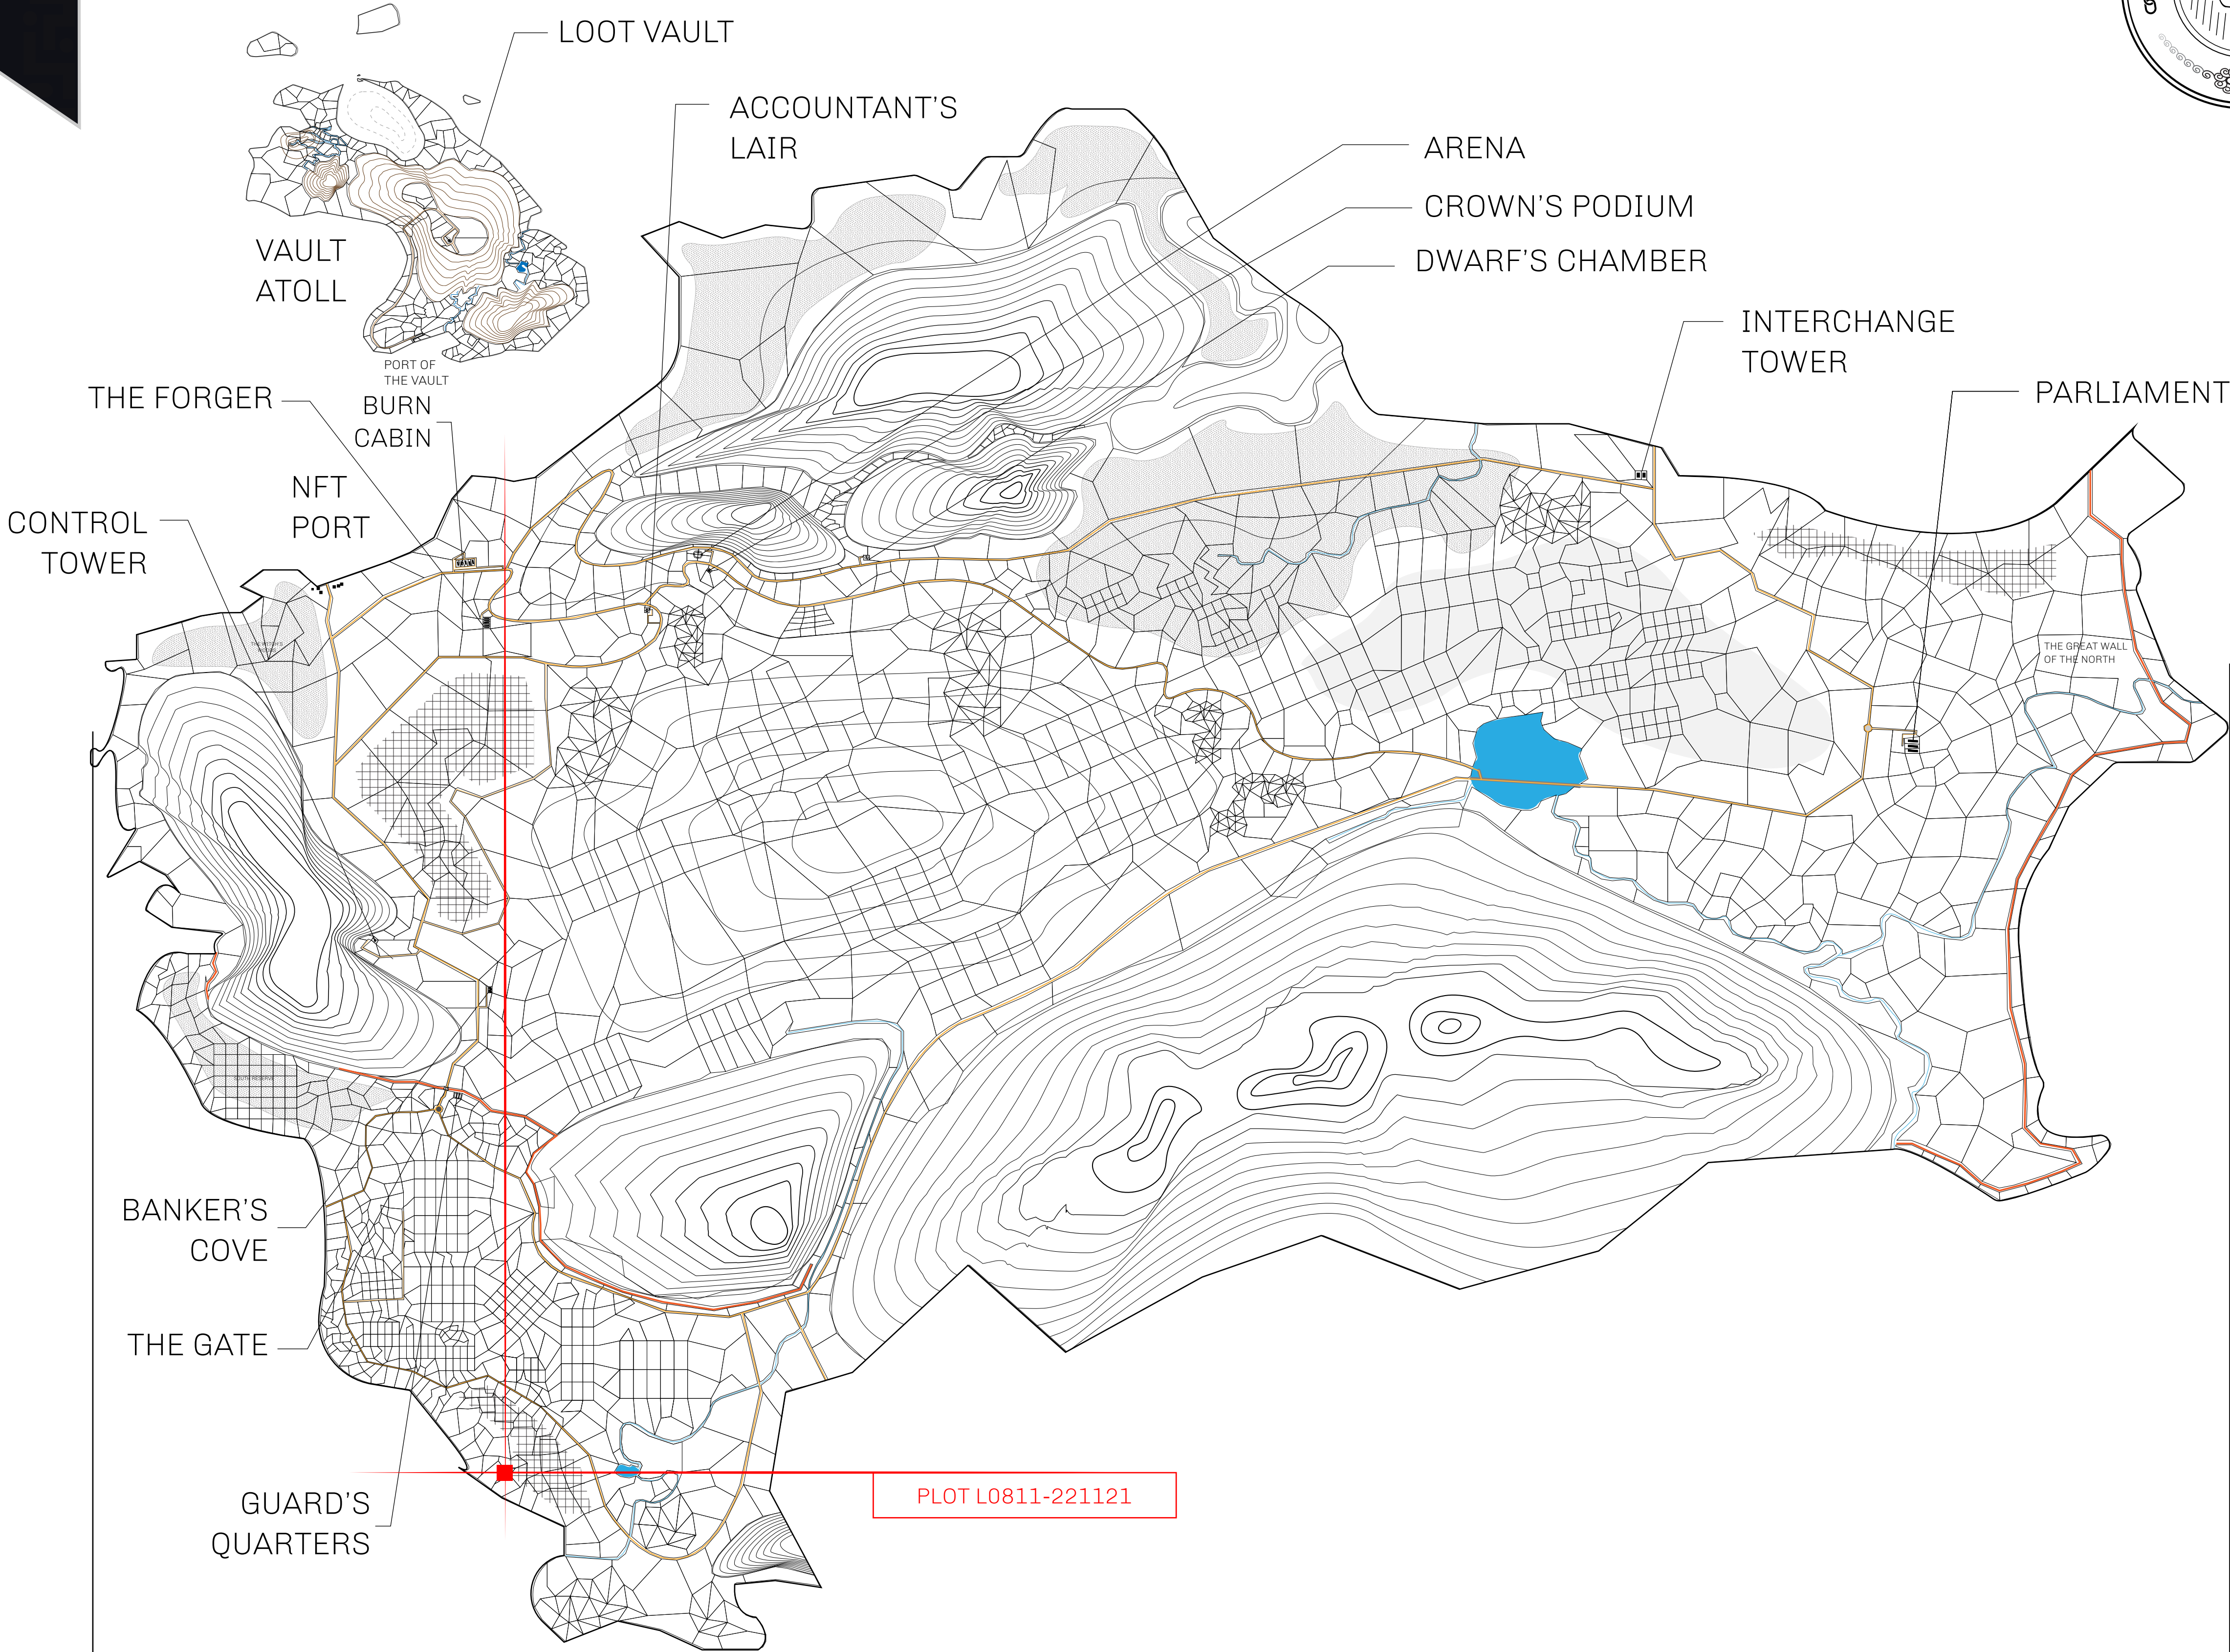 LOOT VAULT
ACCOUNTANT'S
LAIR
ARENA
CROWN'S PODIUM
DWARF'S CHAMBER
VAULT
ATOLL
INTERCHANGE
TOWER
PORT OF
THE VAULT
PARLIAMENT
THE FORGER
BURN
CABIN
NFT
PORT
CONTROL
TOWER
THE GREAT WALL
OF THE NORTH
SOUTH RESERVE
BANKER'S
COVE
THE GATE
GUARD'S
QUARTERS
PLOT L0811-221121